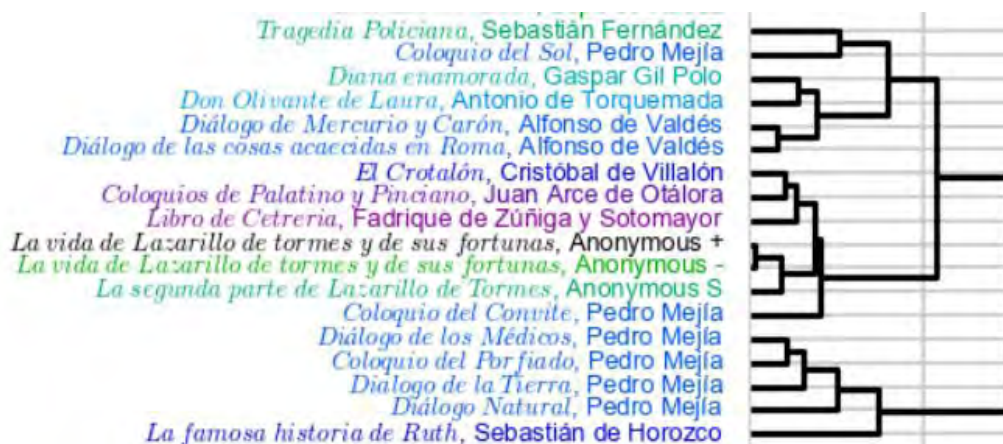 Tragedia Policiana, Sebastián Fernández
Coloquio del Sol, Pedro Mejía
Diana enamorada, Gaspar Gil Polo
Don Olivante de Laura, Antonio de Torquemada
Diálogo de Mercurio y Carón, Alfonso de Valdés
Diálogo de las cosas acaecidas en Roma, Alfonso de Valdés
El Crotalón, Cristóbal de Villalón
Coloquios de Palatino y Pinciano, Juan Arce de Otálora
Libro de Cetreria, Fadrique de Zúñiga y Sotomayor
La vida de Lazarillo de tormes y de sus fortunas, Anonymous +
La vida de Lazarillo de tormes y de sus fortunas, Anonymous -
La segunda parte de Lazarillo de Tormes, Anonymous S
Coloquio del Convite, Pedro Mejía
Diálogo de los Médicos, Pedro Mejía
Coloquio del Porfiado, Pedro Mejía
Dialogo de la Tierra, Pedro Mejía
Diálogo Natural, Pedro Mejía
La famosa historia de Ruth, Sebastián de Horozco